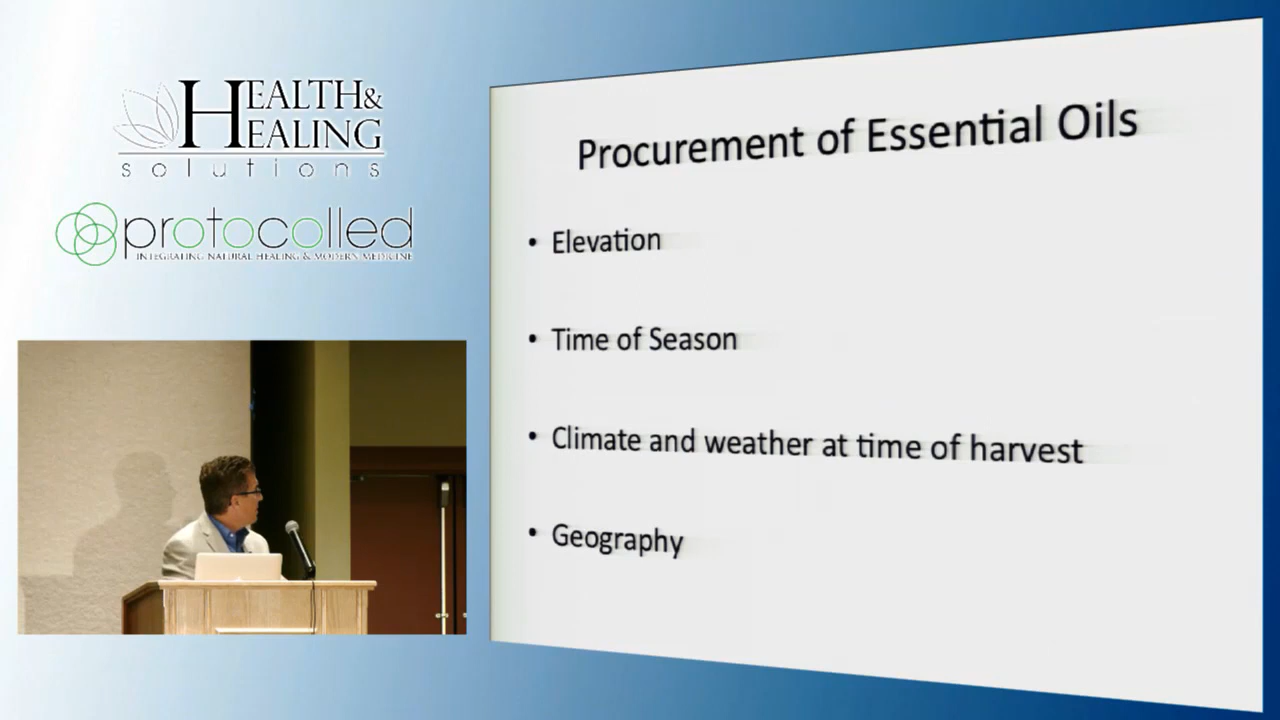 HEALTH&
HEALING
solutions
protocolled
INTEGRATING NATURAL HEALING & MODERN MEDICINE
Procurement of Essential Oils
• Elevation
• Time of Season
• Climate and weather at time of harvest
• Geography